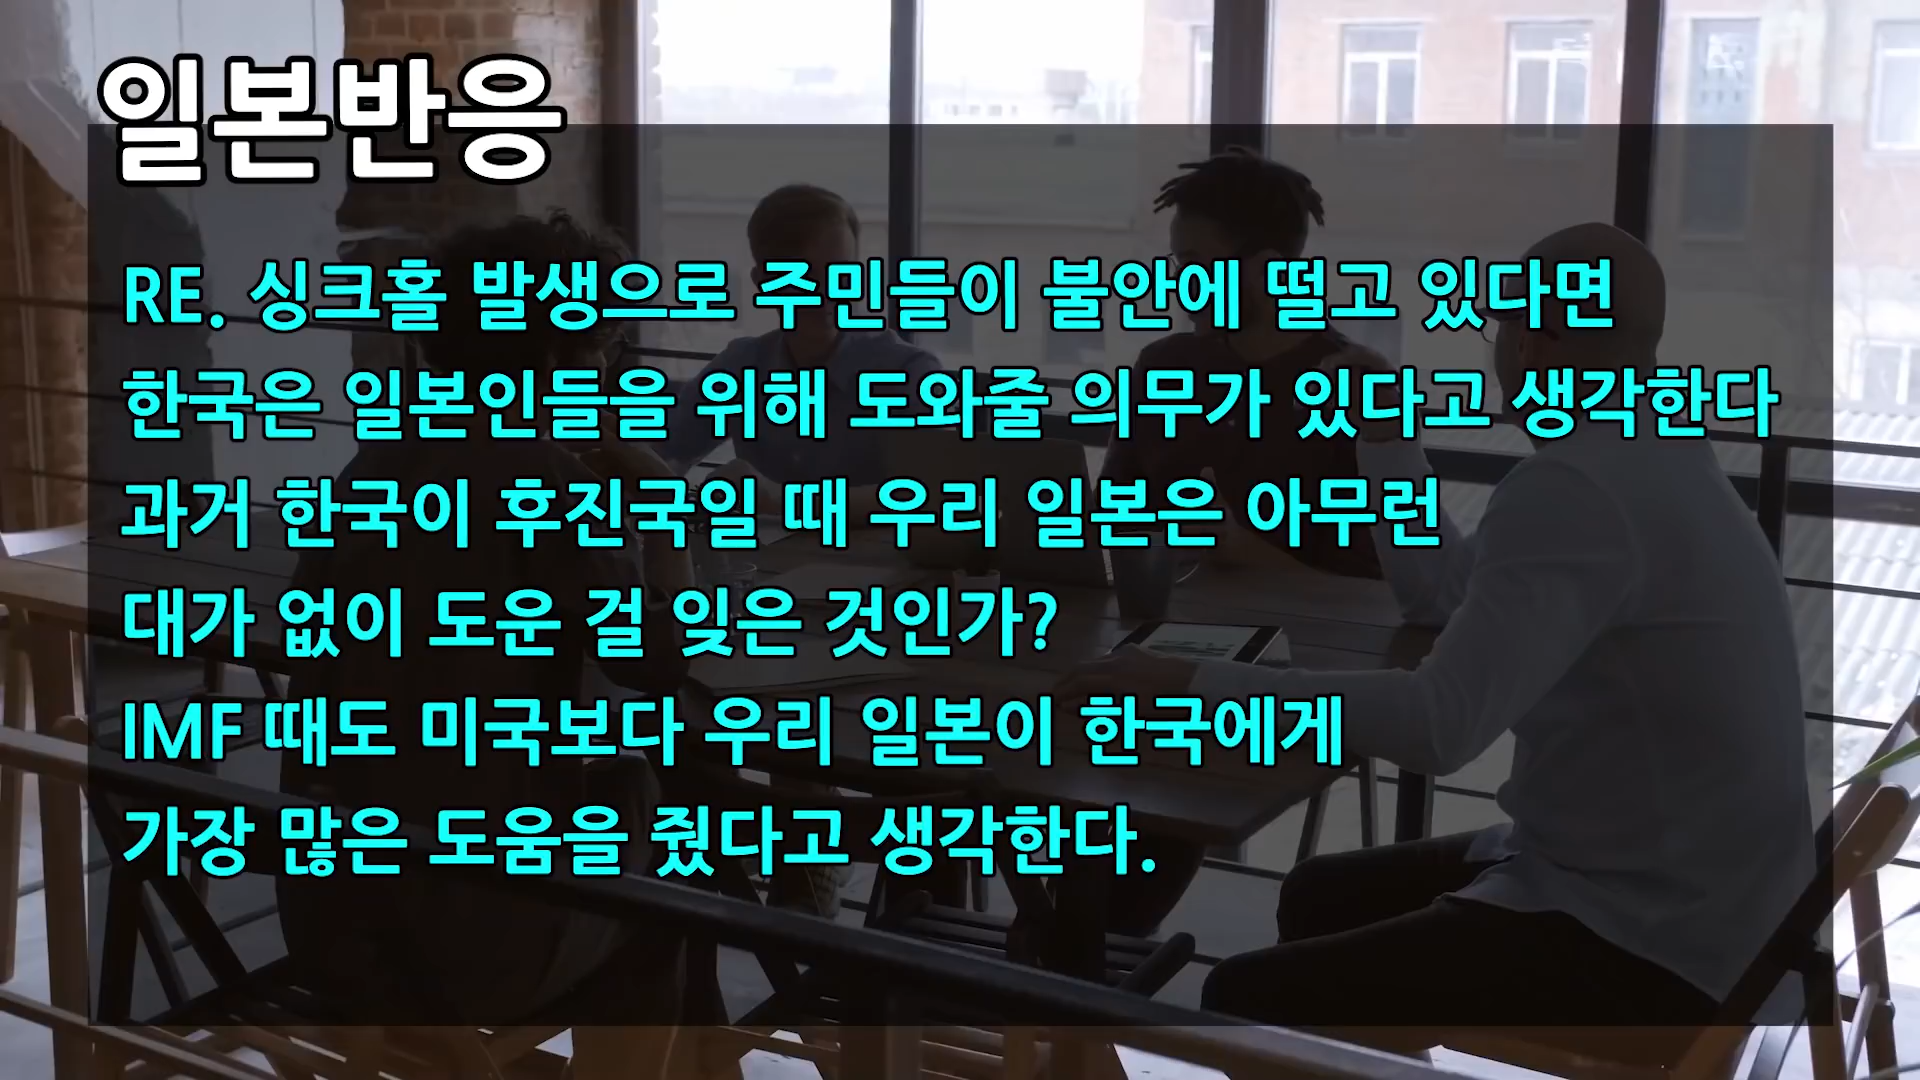 일본반응
RE. 싱크홀 발생으로 주민들이 불안에 떨고 있다면
한국은 일본인들을 위해 도와줄 의무가 있다고 생각한다
과거 한국이 후진국일 때 우리 일본은 아무런
대가 없이 도운 걸 잊은 것인가?
IMF 때도 미국보다 우리 일본이 한국에게
가장 많은 도움을 줬다고 생각한다.